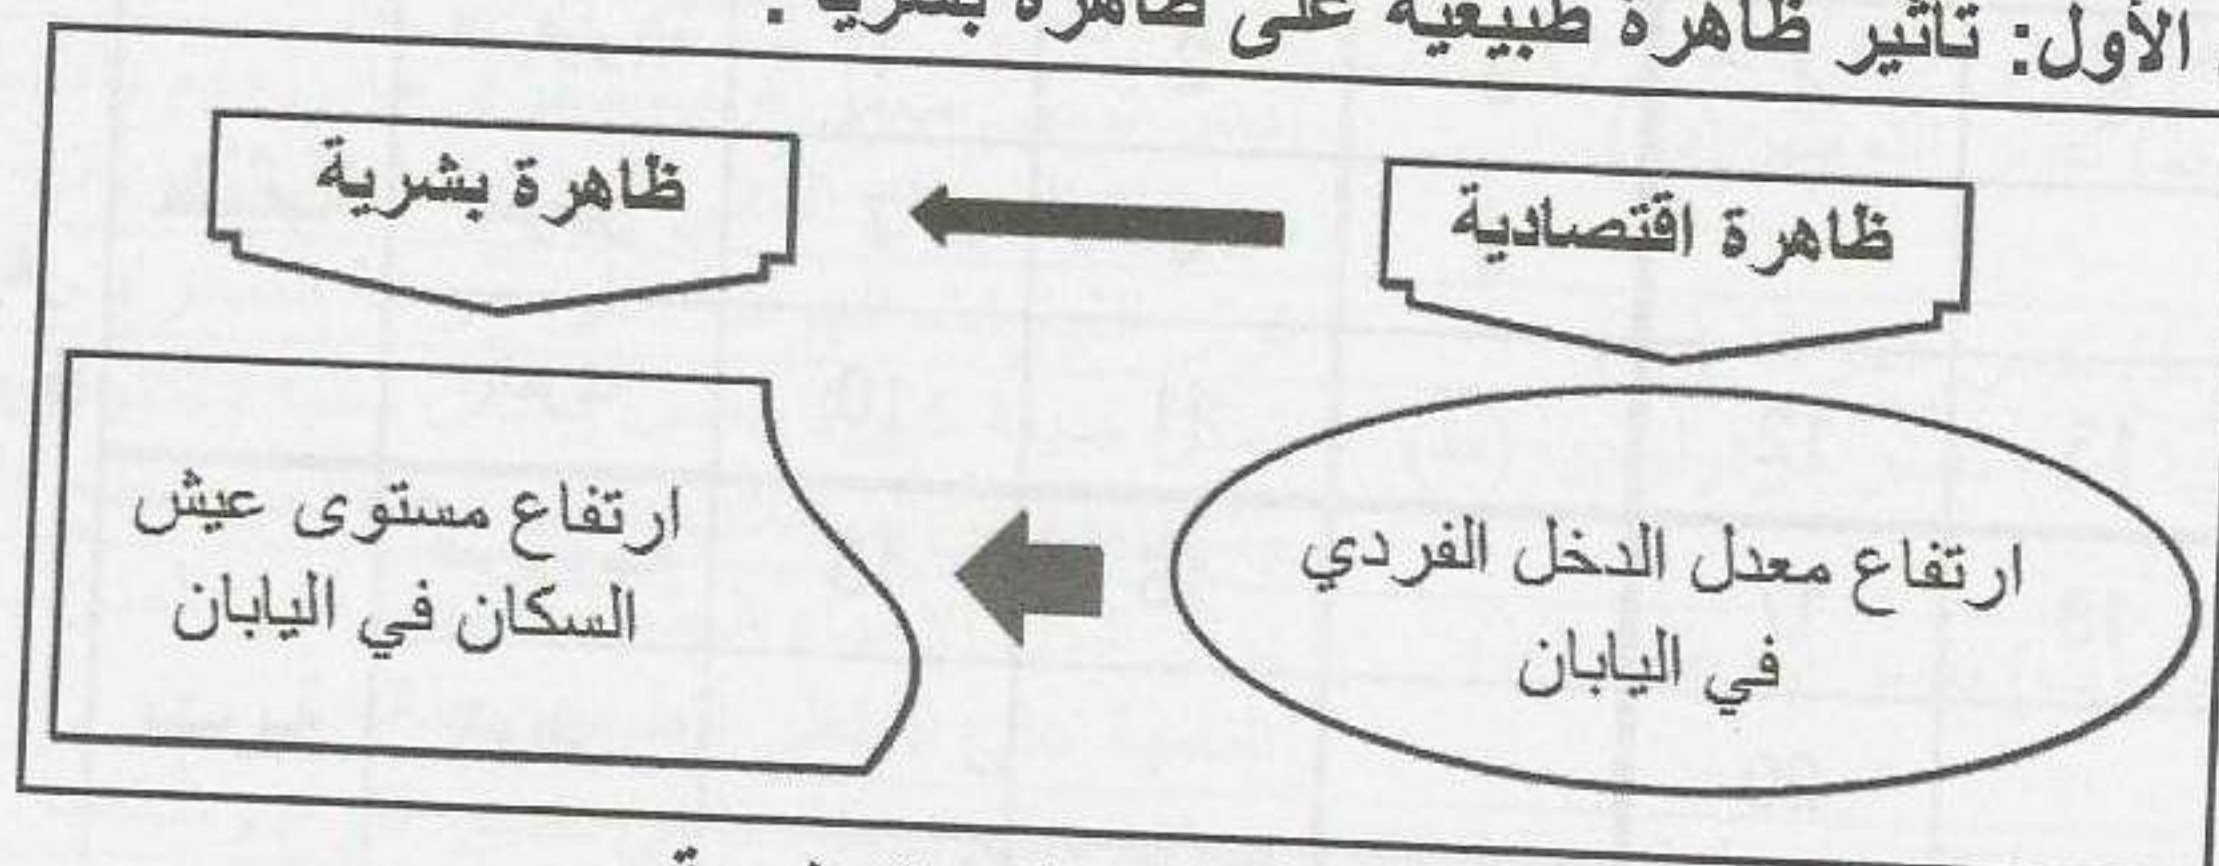 الأول: تأثير ظاهرة طبيعية على ظاهرة بشريا .
ظاهرة اقتصادية
ظاهرة بشرية
ارتفاع معدل الدخل الفردي
في اليابان
ارتفاع مستوى عيش
السكان في اليابان